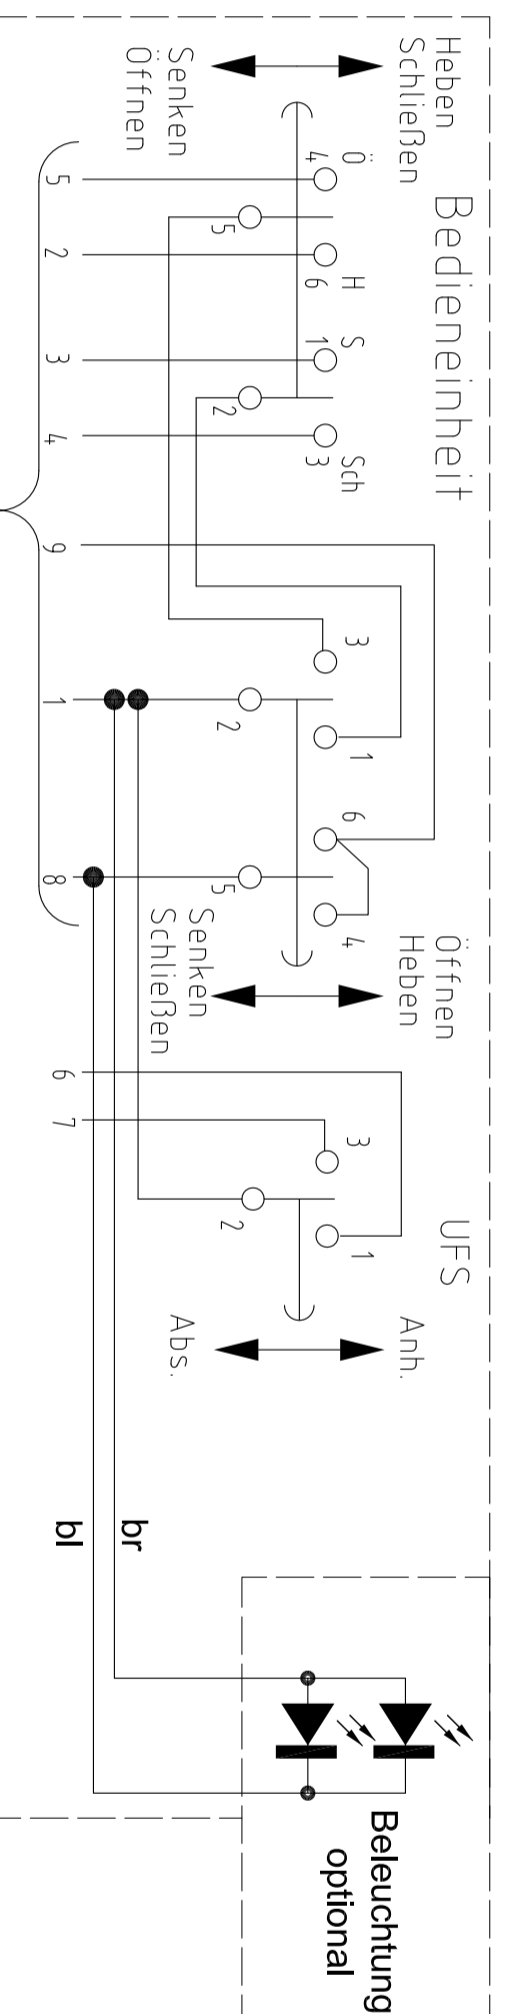 Bedieneinheit
Heben
Schließen
Senken
Öffnen
Ö
H
S
Sch
4
6
1
3
5
2
Öffnen
Heben
Senken
Schließen
3
1
6
4
2
5
UFS
Anh.
Abs.
3
1
2
5
2
3
4
9
1
8
6
7
br
bl
Beleuchtung
optional